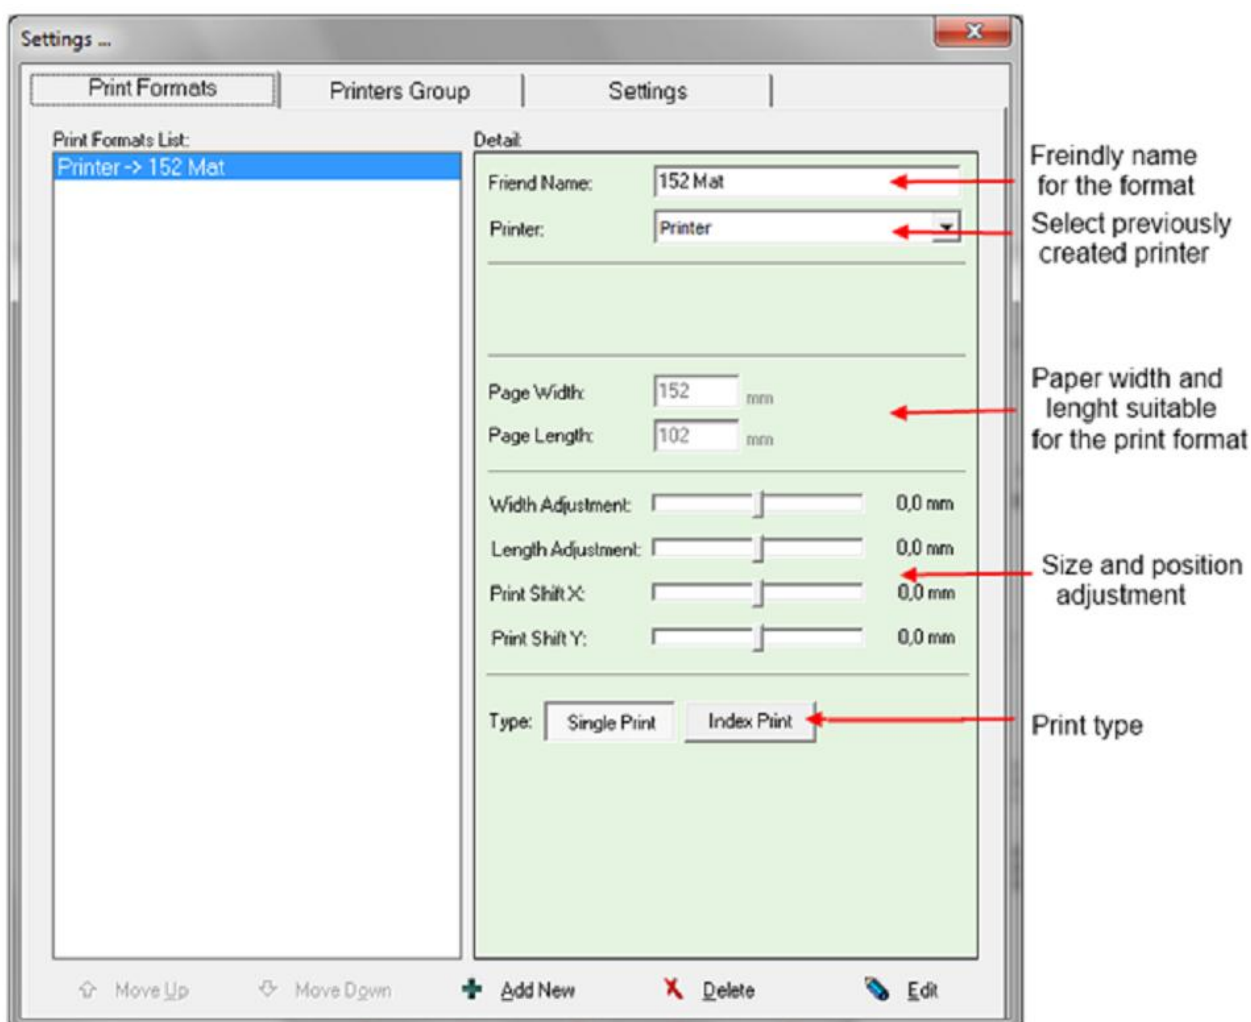 Settings ...
Print Formats
Printers Group
Settings
Print Formats List:
Printer -> 152 Mat
Detail:
Friend Name:
152 Mat
Printer:
Printer
Page Width:
152
mm
Page Length:
102
mm
Width Adjustment:
0,0 mm
Length Adjustment:
0,0 mm
Print Shift X:
0,0 mm
Print Shift Y:
0,0 mm
Type:
Single Print
Index Print
Move Up
Move Down
Add New
Delete
Edit
Freindly name
for the format
Select previously
created printer
Paper width and
lenght suitable
for the print format
Size and position
adjustment
Print type